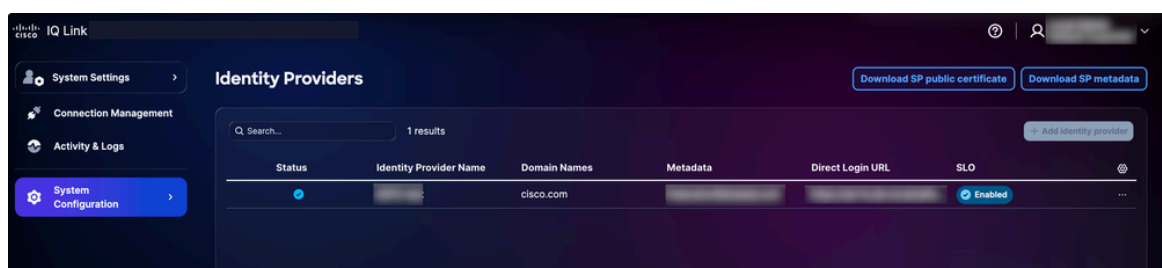 cisco IQ Link
System Settings
Identity Providers
Download SP public certificate
Download SP metadata
Connection Management
Search...
1 results
+ Add identity provider
Activity & Logs
Status Identity Provider Name Domain Names Metadata Direct Login URL SLO
System
Configuration
cisco.com
Enabled
...